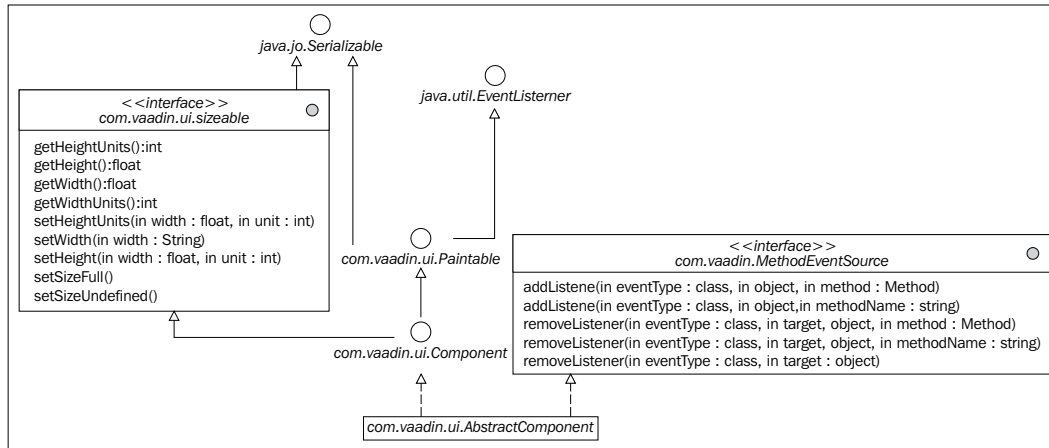 java.jo.Serializable
java.util.EventListerner
<<interface>>
com.vaadin.ui.sizeable
getHeightUnits():int
getHeight():float
getWidth():float
getWidthUnits():int
setHeightUnits(in width : float, in unit : int)
setWidth(in width : String)
setHeight(in width : float, in unit : int)
setSizeFull()
setSizeUndefined()
com.vaadin.ui.Paintable
<<interface>>
com.vaadin.MethodEventSource
addListene(in eventType : class, in object, in method : Method)
addListene(in eventType : class, in object,in methodName : string)
removeListener(in eventType : class, in target, object, in method : Method)
removeListener(in eventType : class, in target, object, in methodName : string)
removeListener(in eventType : class, in target : object)
com.vaadin.ui.Component
com.vaadin.ui.AbstractComponent